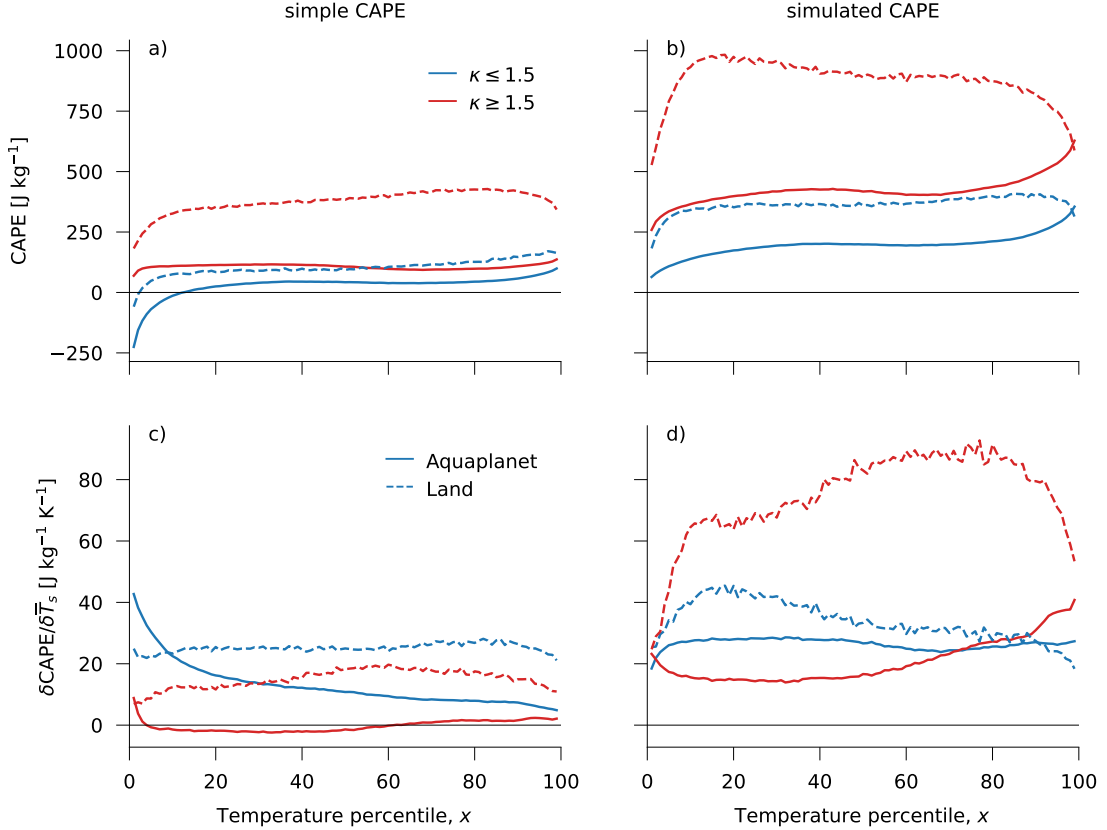 simple CAPE
simulated CAPE
a)
b)
κ ≤ 1.5
κ ≥ 1.5
CAPE [J kg⁻¹]
1000
750
500
250
0
−250
c)
d)
Aquaplanet
Land
δCAPE/δT̅ₛ [J kg⁻¹ K⁻¹]
80
60
40
20
0
0 20 40 60 80 100
0 20 40 60 80 100
Temperature percentile, x
Temperature percentile, x